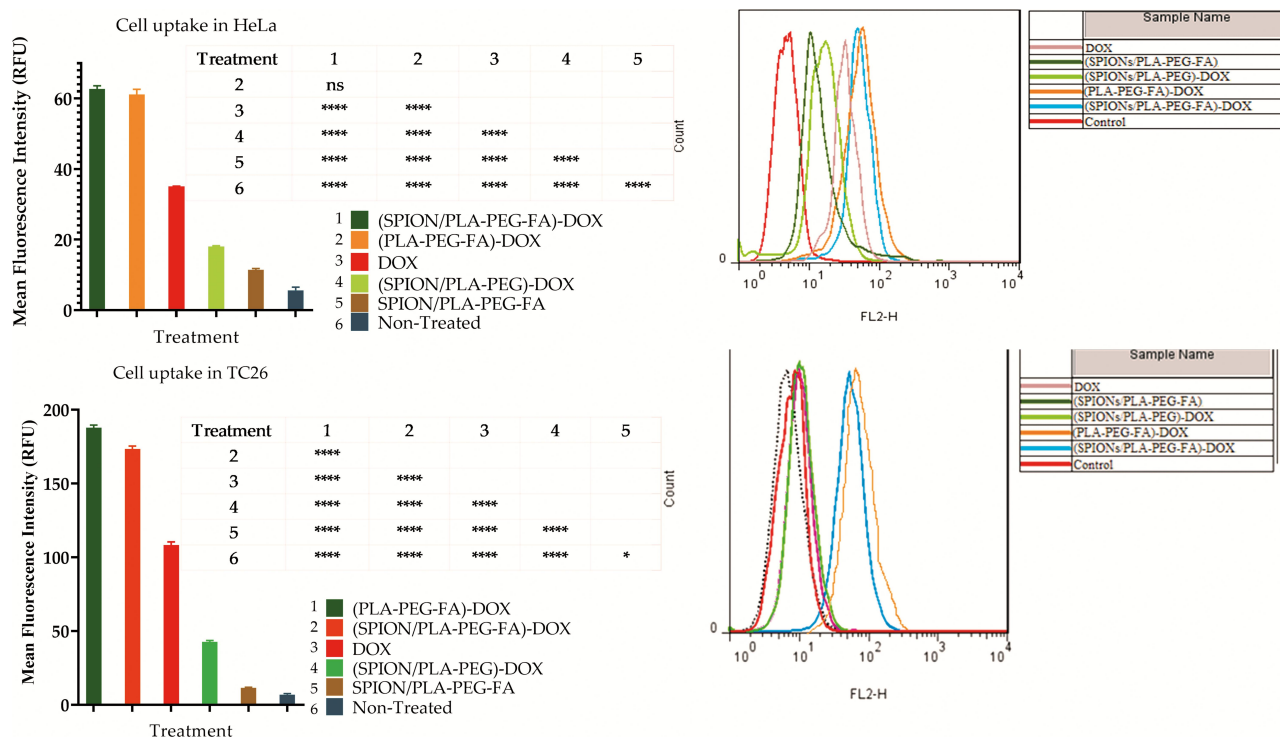 Cell uptake in HeLa
Mean Fluorescence Intensity (RFU)
60
40
20
0
Treatment
Treatment 1 2 3 4 5
2 ns
3 **** ****
4 **** **** ****
5 **** **** **** ****
6 **** **** **** **** ****
1 (SPION/PLA-PEG-FA)-DOX
2 (PLA-PEG-FA)-DOX
3 DOX
4 (SPION/PLA-PEG)-DOX
5 SPION/PLA-PEG-FA
6 Non-Treated
Count
0
10^0 10^1 10^2 10^3 10^4
FL2-H
Sample Name
DOX
(SPIONs/PLA-PEG-FA)
(SPIONs/PLA-PEG)-DOX
(PLA-PEG-FA)-DOX
(SPIONs/PLA-PEG-FA)-DOX
Control
Cell uptake in TC26
Mean Fluorescence Intensity (RFU)
200
150
100
50
0
Treatment
Treatment 1 2 3 4 5
2 ****
3 **** ****
4 **** **** ****
5 **** **** **** ****
6 **** **** **** **** *
1 (PLA-PEG-FA)-DOX
2 (SPION/PLA-PEG-FA)-DOX
3 DOX
4 (SPION/PLA-PEG)-DOX
5 SPION/PLA-PEG-FA
6 Non-Treated
Count
0
10^0 10^1 10^2 10^3 10^4
FL2-H
Sample Name
DOX
(SPIONs/PLA-PEG-FA)
(SPIONs/PLA-PEG)-DOX
(PLA-PEG-FA)-DOX
(SPIONs/PLA-PEG-FA)-DOX
Control